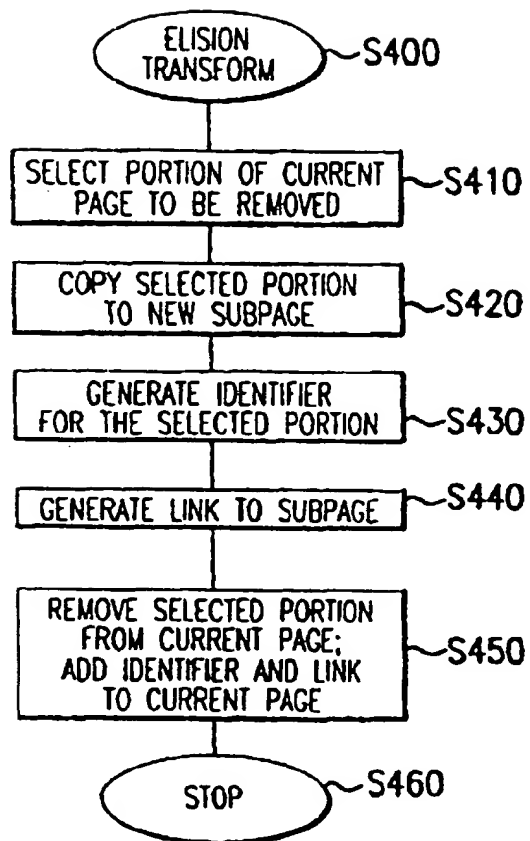 ELISION
TRANSFORM
S400
SELECT PORTION OF CURRENT
PAGE TO BE REMOVED
S410
COPY SELECTED PORTION
TO NEW SUBPAGE
S420
GENERATE IDENTIFIER
FOR THE SELECTED PORTION
S430
GENERATE LINK TO SUBPAGE
S440
REMOVE SELECTED PORTION
FROM CURRENT PAGE;
ADD IDENTIFIER AND LINK
TO CURRENT PAGE
S450
STOP
S460